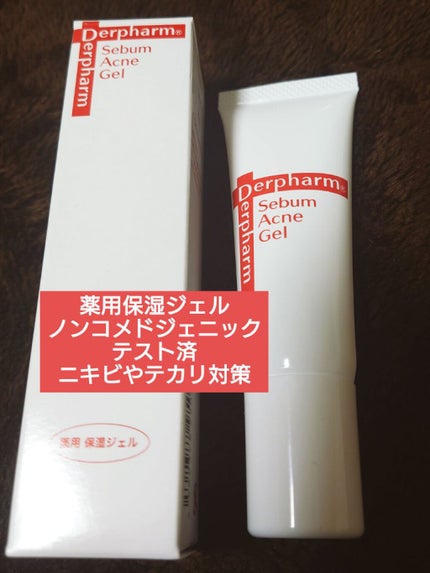 Derpharm®
Derpharm
Sebum
Acne
Gel
薬用 保湿ジェル
Derpharm®
Derpharm
Sebum
Acne
Gel
薬用保湿ジェル
ノンコメドジェニック
テスト済
ニキビやテカリ対策